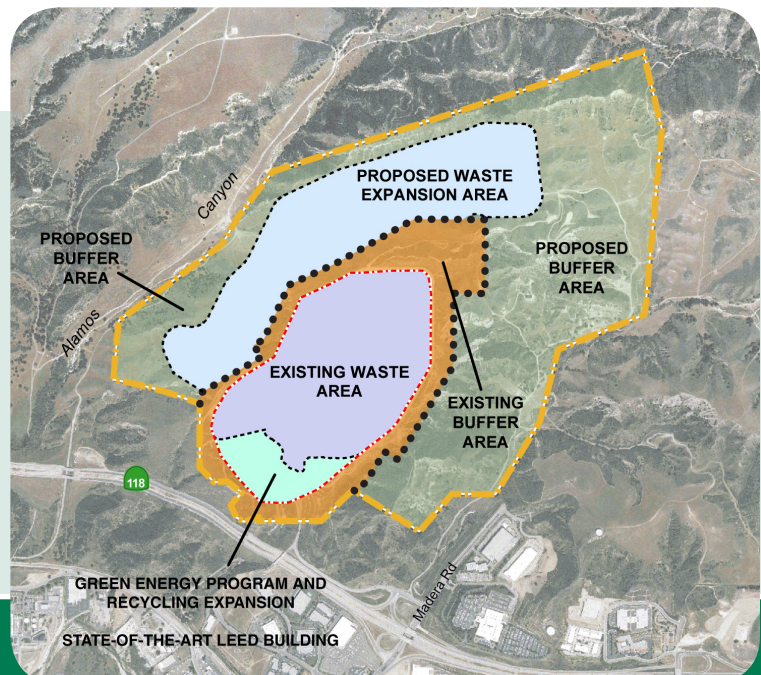 PROPOSED WASTE
EXPANSION AREA
Canyon
PROPOSED
BUFFER
AREA
PROPOSED
BUFFER
AREA
Alamos
EXISTING WASTE
AREA
EXISTING
BUFFER
AREA
118
GREEN ENERGY PROGRAM AND
RECYCLING EXPANSION
STATE-OF-THE-ART LEED BUILDING
Madera Rd